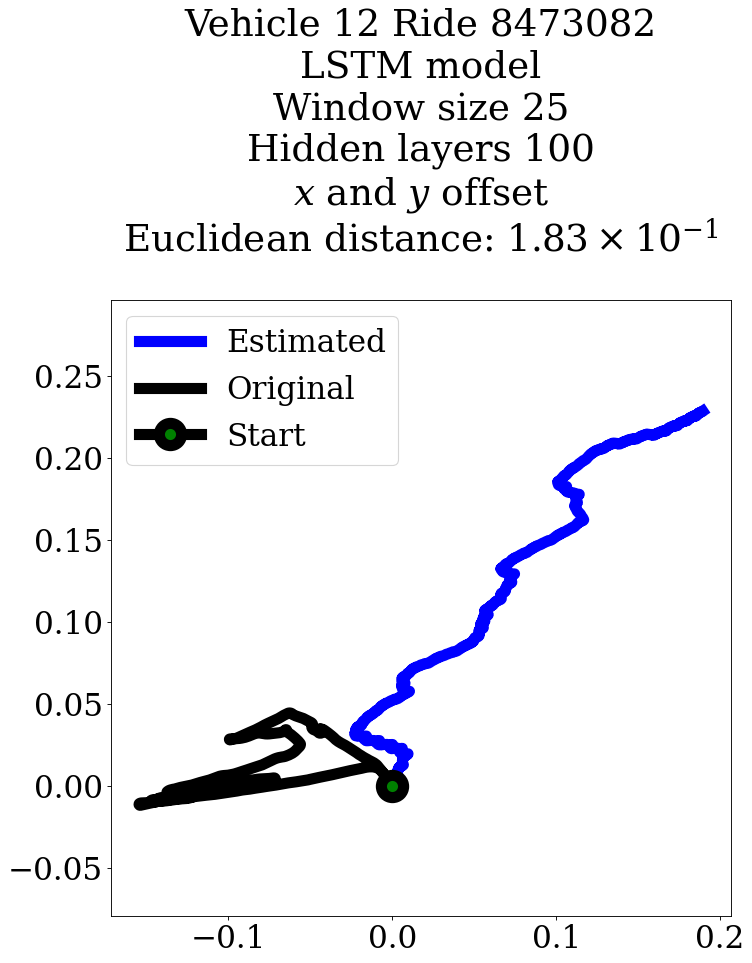 Vehicle 12 Ride 8473082
LSTM model
Window size 25
Hidden layers 100
x and y offset
Euclidean distance: 1.83 × 10⁻¹
Estimated
Original
Start
0.25
0.20
0.15
0.10
0.05
0.00
−0.05
−0.1
0.0
0.1
0.2